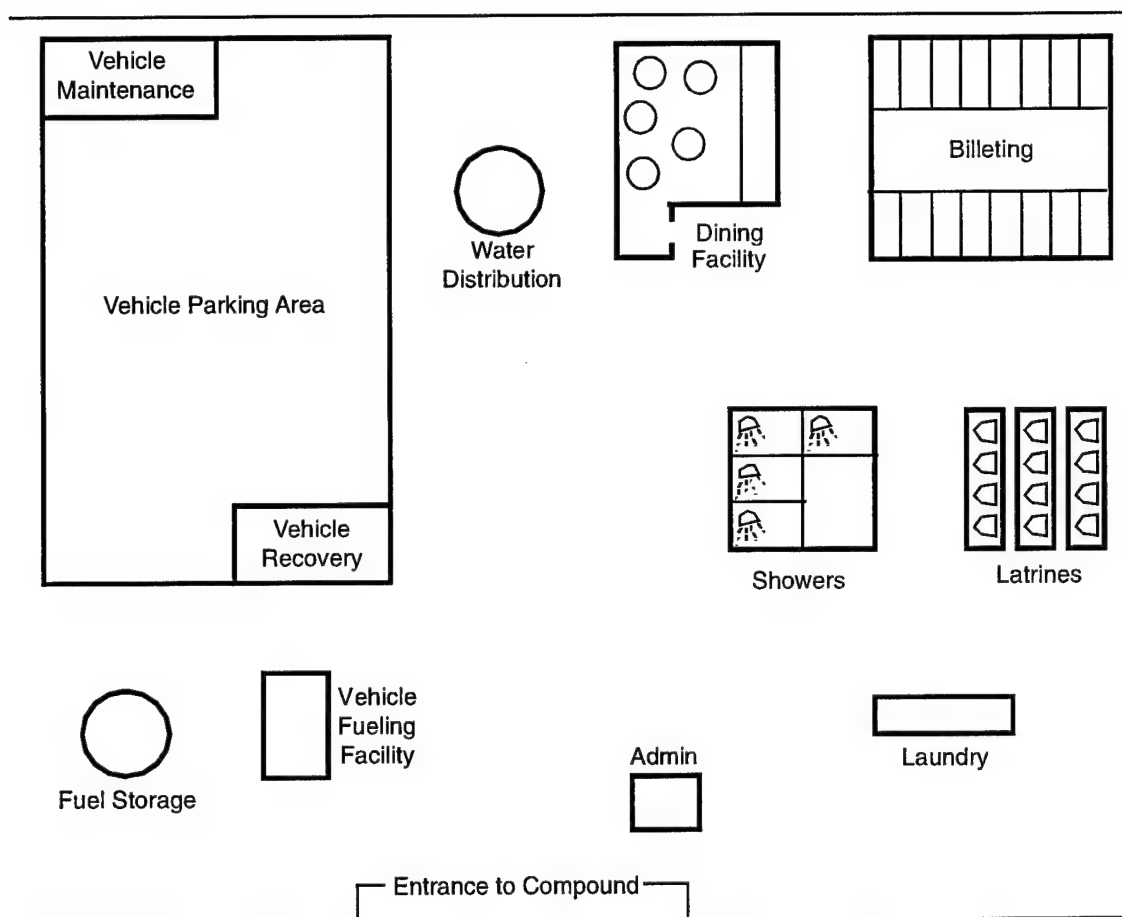 Vehicle
Maintenance
Billeting
Water
Distribution
Dining
Facility
Vehicle Parking Area
Vehicle
Recovery
Showers
Latrines
Vehicle
Fueling
Facility
Fuel Storage
Admin
Laundry
Entrance to Compound